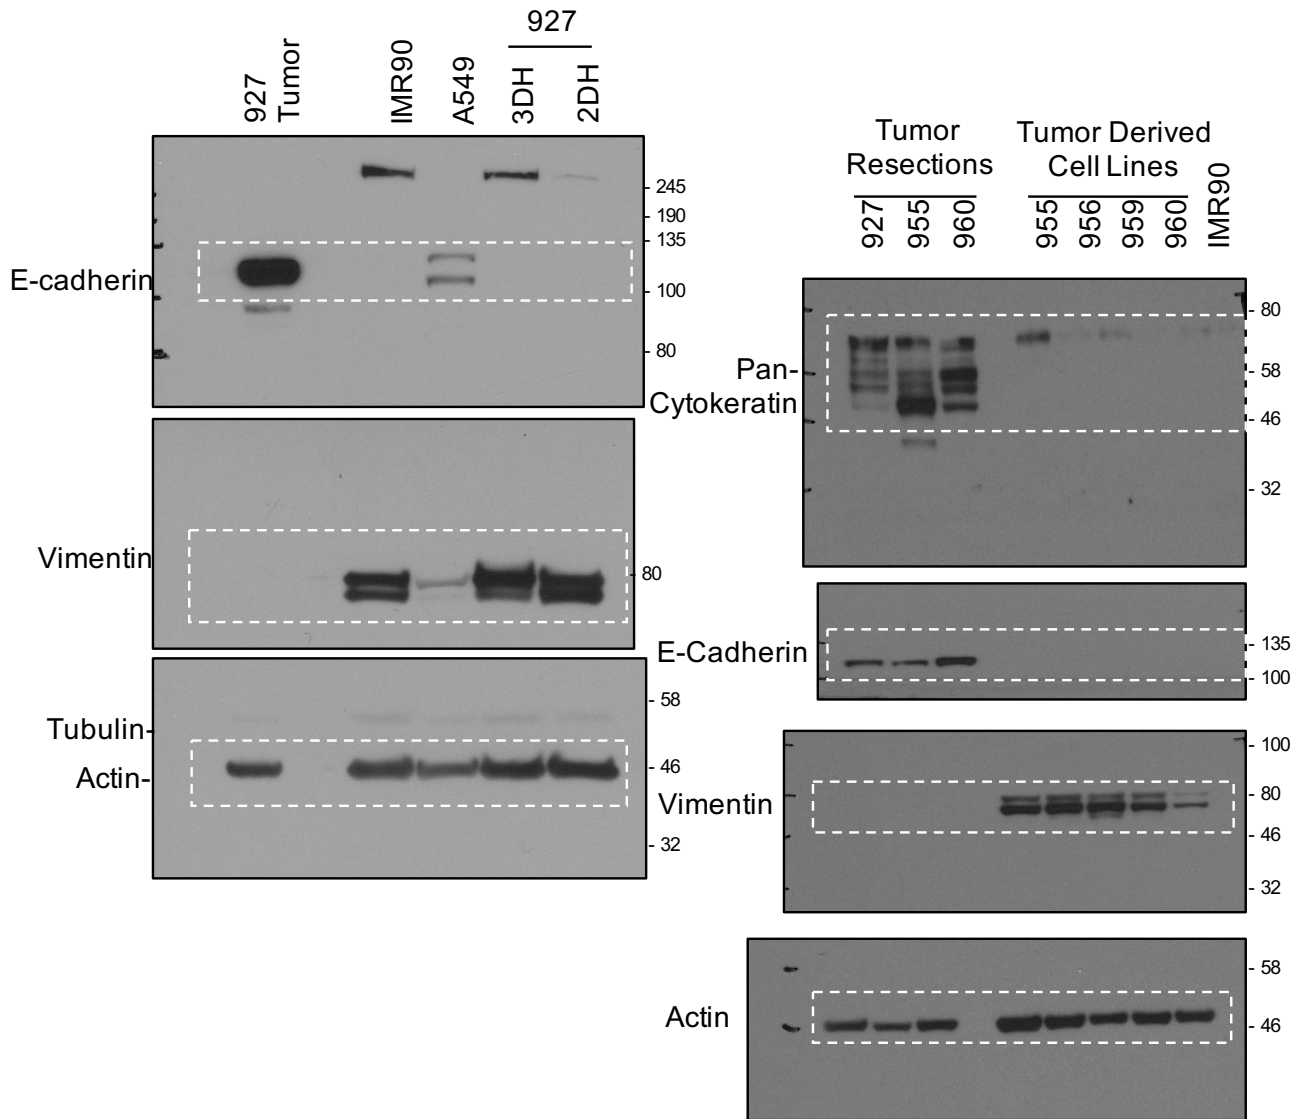 927
927
Tumor
IMR90
A549
3DH
2DH
E-cadherin
- 245
- 190
- 135
- 100
- 80
Vimentin
- 80
Tubulin-
Actin-
- 58
- 46
- 32
Tumor
Resections
Tumor Derived
Cell Lines
927
955
960
955
956
959
960
IMR90
Pan-
Cytokeratin
- 80
- 58
- 46
- 32
E-Cadherin
- 135
- 100
Vimentin
- 100
- 80
- 46
- 32
Actin
- 58
- 46